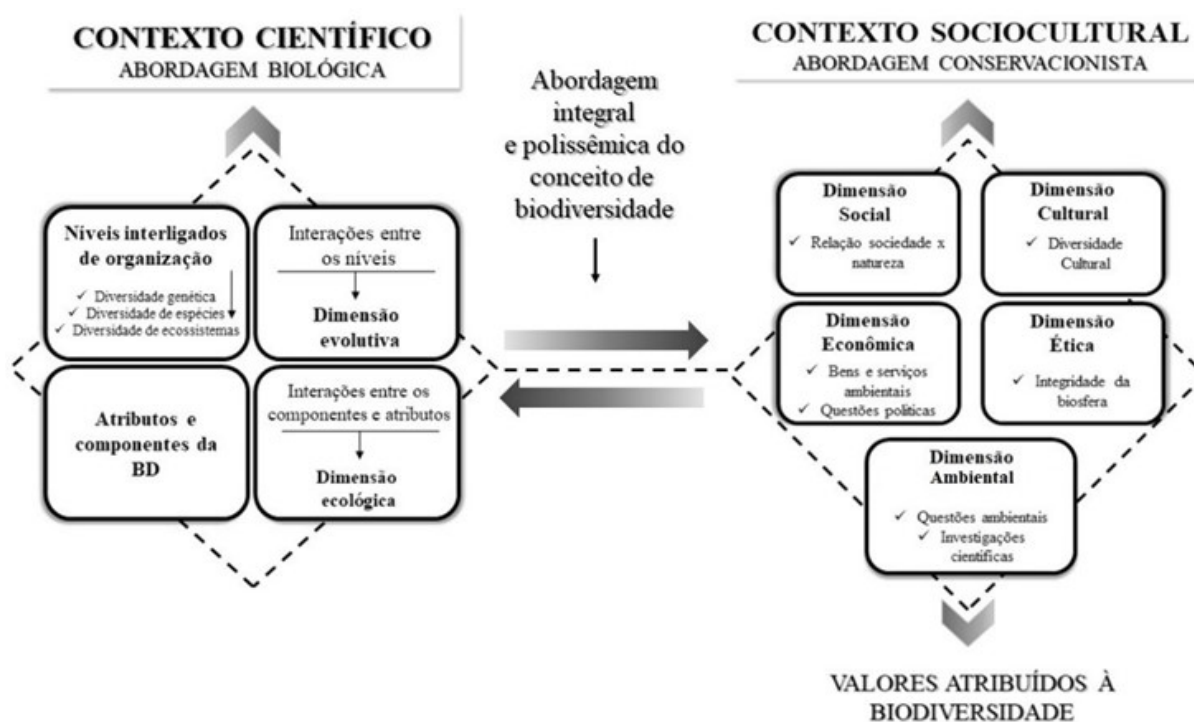 CONTEXTO CIENTÍFICO
ABORDAGEM BIOLÓGICA
Níveis interligados
de organização
✓ Diversidade genética
✓ Diversidade de espécies
✓ Diversidade de ecossistemas
Interações entre
os níveis
Dimensão
evolutiva
Atributos e
componentes da
BD
Interações entre os
componentes e atributos
Dimensão
ecológica
Abordagem
integral
e polissêmica do
conceito de
biodiversidade
CONTEXTO SOCIOCULTURAL
ABORDAGEM CONSERVACIONISTA
Dimensão
Social
✓ Relação sociedade x
natureza
Dimensão
Cultural
✓ Diversidade
Cultural
Dimensão
Econômica
✓ Bens e serviços
ambientais
✓ Questões políticas
Dimensão
Ética
✓ Integridade da
biosfera
Dimensão
Ambiental
✓ Questões ambientais
✓ Investigações
científicas
VALORES ATRIBUÍDOS À
BIODIVERSIDADE